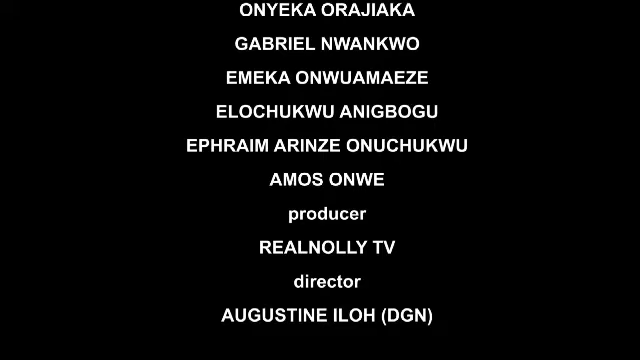 ONYEKA ORAJIAKA
GABRIEL NWANKWO
EMEKA ONWUAMAEZE
ELOCHUKWU ANIGBOGU
EPHRAIM ARINZE ONUCHUKWU
AMOS ONWE
producer
REALNOLLY TV
director
AUGUSTINE ILOH (DGN)